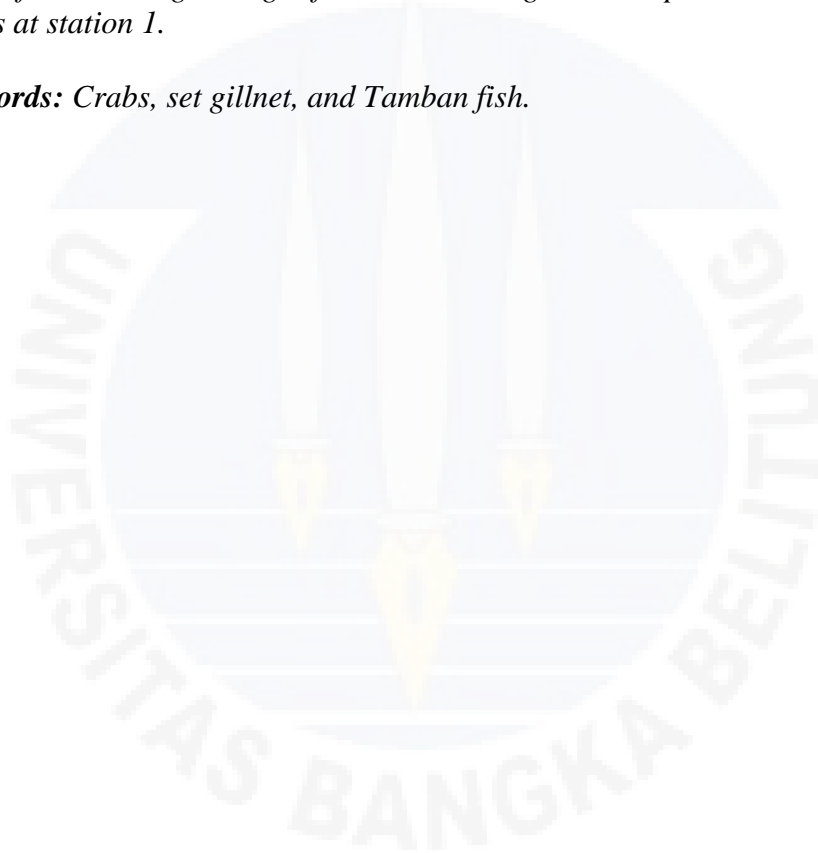 s at station 1.
ords: Crabs, set gillnet, and Tamban fish.
UNIVERSITAS BANGKA BELITUNG